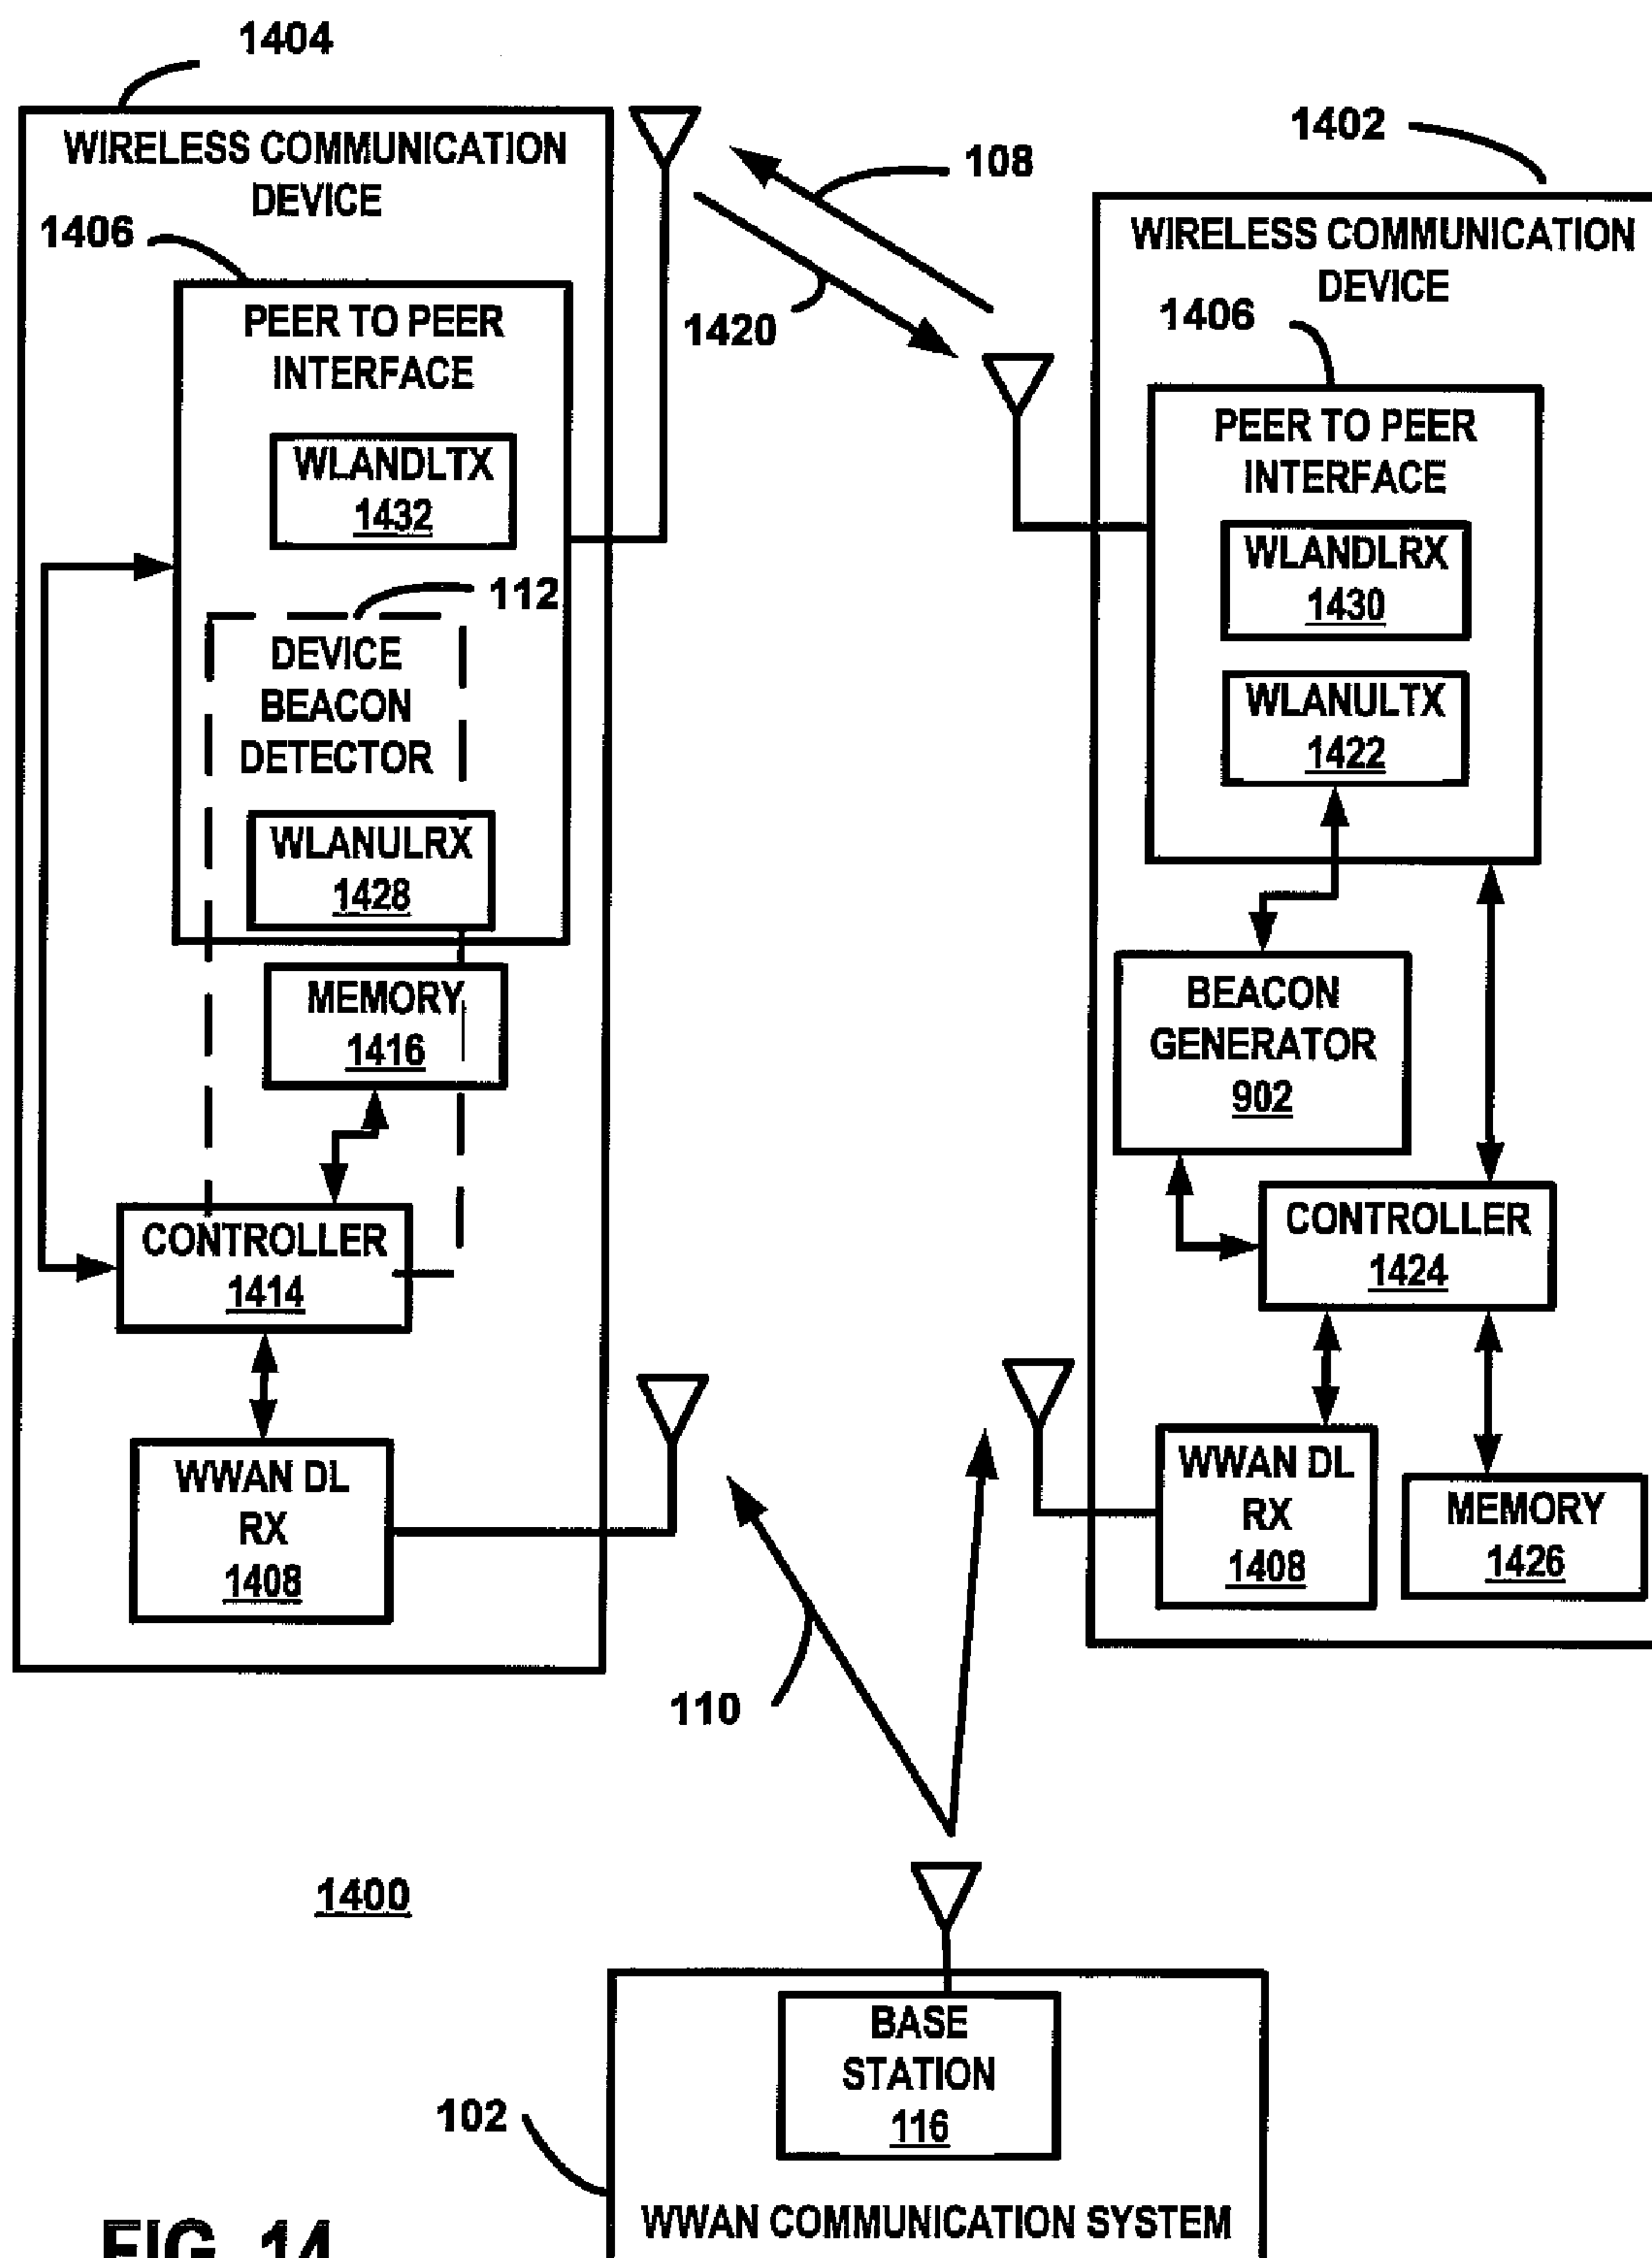 1404
WIRELESS COMMUNICATION
DEVICE
1406
PEER TO PEER
INTERFACE
WLANDLTX
1432
112
DEVICE
BEACON
DETECTOR
WLANULRX
1428
MEMORY
1416
CONTROLLER
1414
WWAN DL
RX
1408
108
1420
1402
WIRELESS COMMUNICATION
DEVICE
1406
PEER TO PEER
INTERFACE
WLANDLRX
1430
WLANULTX
1422
BEACON
GENERATOR
902
CONTROLLER
1424
WWAN DL
RX
1408
MEMORY
1426
110
1400
BASE
STATION
116
102
WWAN COMMUNICATION SYSTEM
FIG. 14